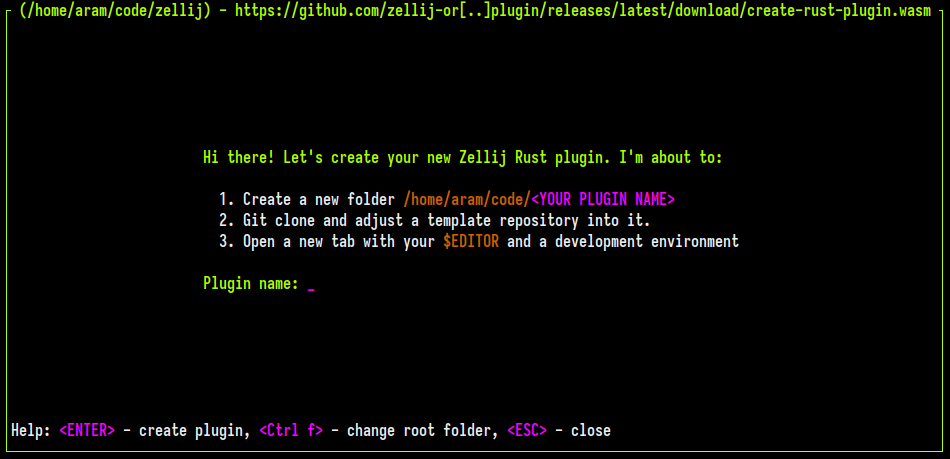 (/home/aram/code/zellij) - https://github.com/zellij-or[..]plugin/releases/latest/download/create-rust-plugin.wasm
Hi there! Let's create your new Zellij Rust plugin. I'm about to:
1. Create a new folder /home/aram/code/<YOUR PLUGIN NAME>
2. Git clone and adjust a template repository into it.
3. Open a new tab with your $EDITOR and a development environment
Plugin name: _
Help: <ENTER> - create plugin, <Ctrl f> - change root folder, <ESC> - close